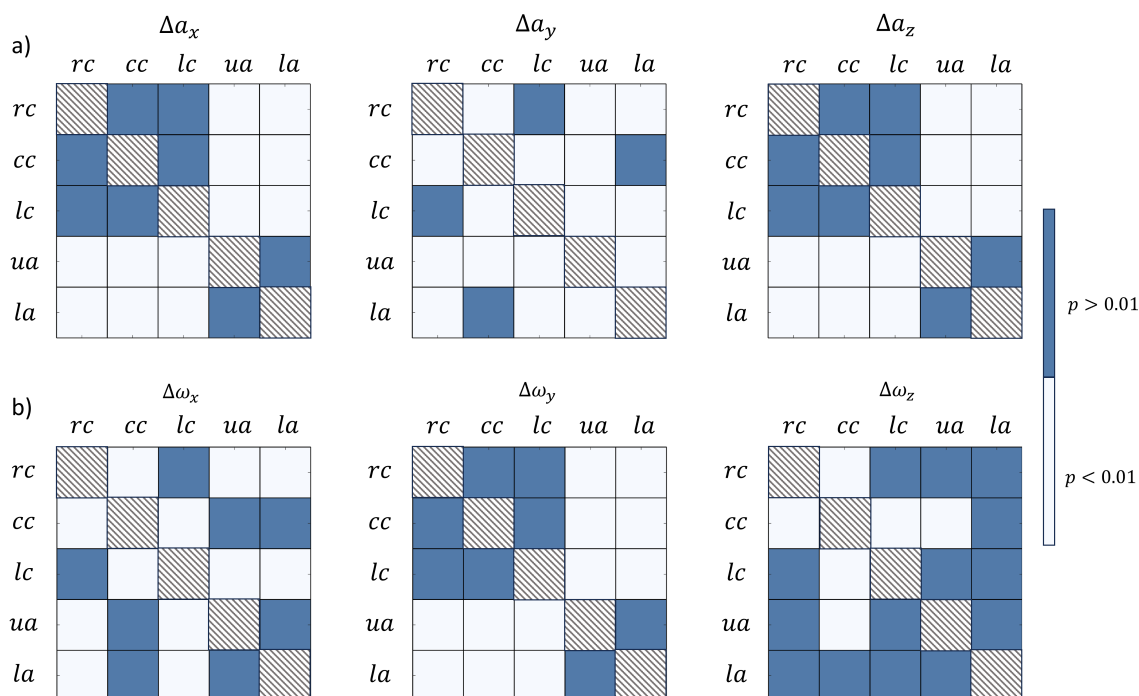 a)
Δa_x Δa_y Δa_z
rc cc lc ua la rc cc lc ua la rc cc lc ua la
rc rc rc
cc cc cc
lc lc lc
ua ua ua
la la la
p > 0.01
p < 0.01
b)
Δω_x Δω_y Δω_z
rc cc lc ua la rc cc lc ua la rc cc lc ua la
rc rc rc
cc cc cc
lc lc lc
ua ua ua
la la la